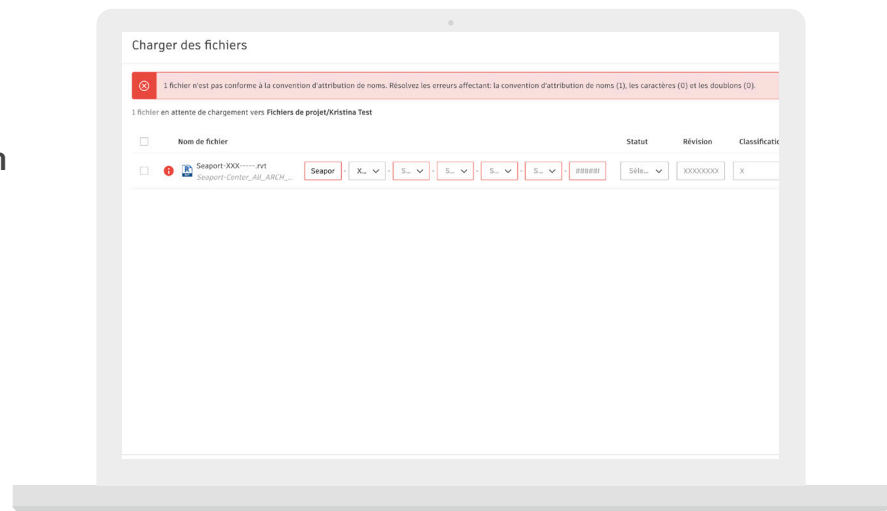 Charger des fichiers
1 fichier n'est pas conforme à la convention d'attribution de noms. Résolvez les erreurs affectant: la convention d'attribution de noms (1), les caractères (0) et les doublons (0).
1 fichier en attente de chargement vers Fichiers de projet/Kristina Test
Nom de fichier Statut Révision Classificatio
Seaport-XXX-----.rvt
Seaport-Center_All_ARCH_...
Seapor - X... - S... - S... - S... - S... - ###### Séle... XXXXXXXX X
n